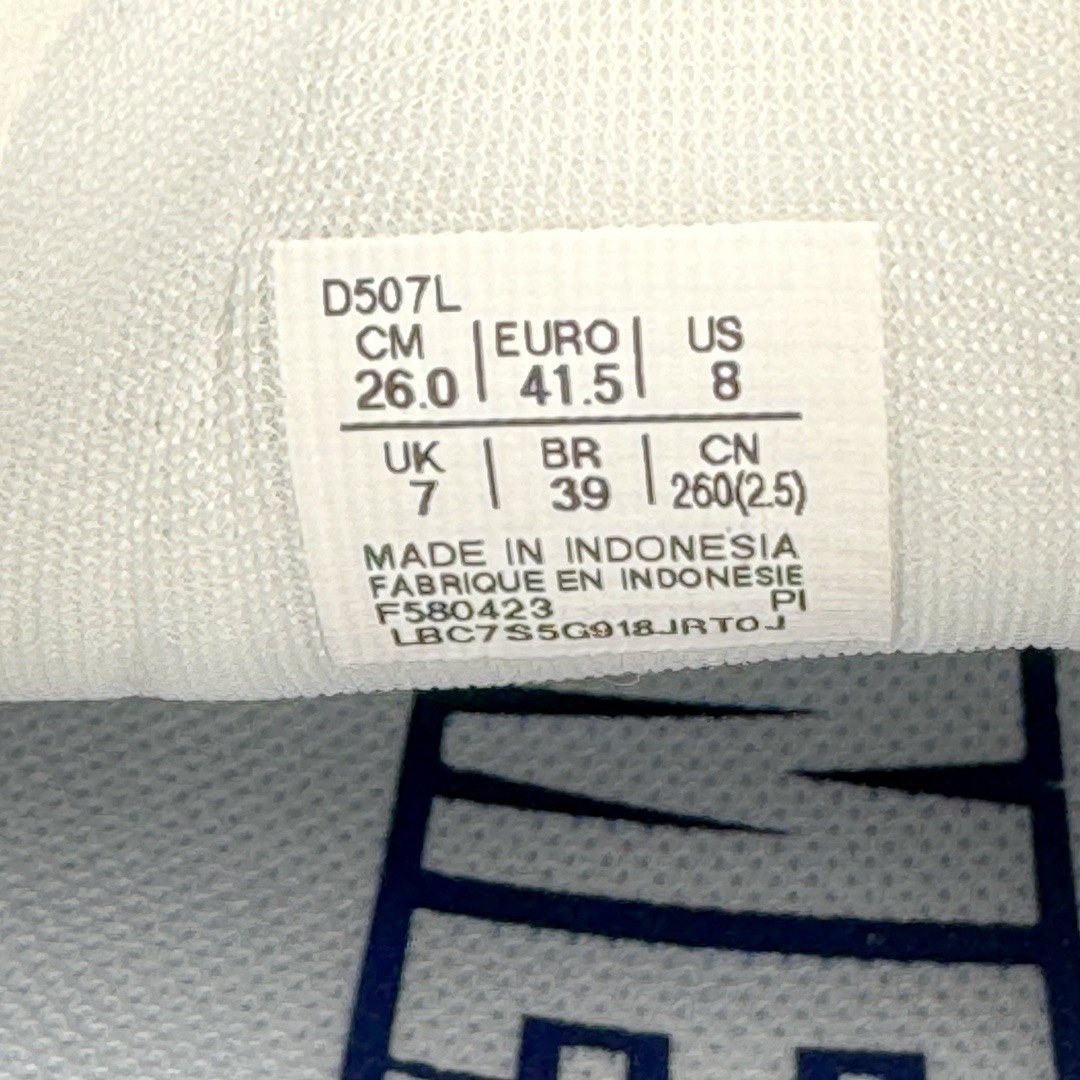 D507L
CM | EURO | US
26.0 | 41.5 | 8
UK | BR | CN
7 | 39 | 260(2.5)
MADE IN INDONESIA
FABRIQUE EN INDONESIE
F580423 PI
LBC7S5G918JRTOJ